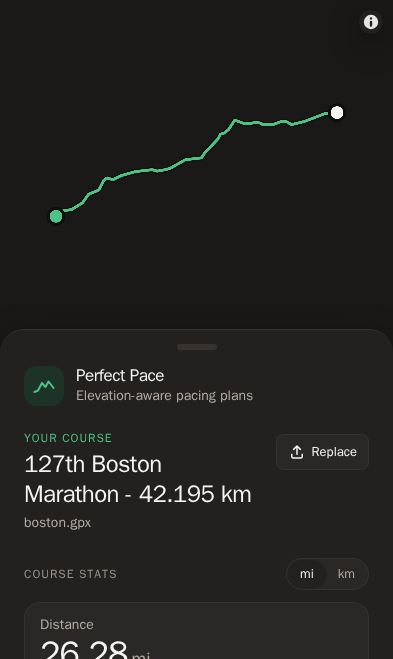 Perfect Pace
Elevation-aware pacing plans
YOUR COURSE
127th Boston
Marathon - 42.195 km
Replace
boston.gpx
COURSE STATS
mi
km
Distance
26.28 mi